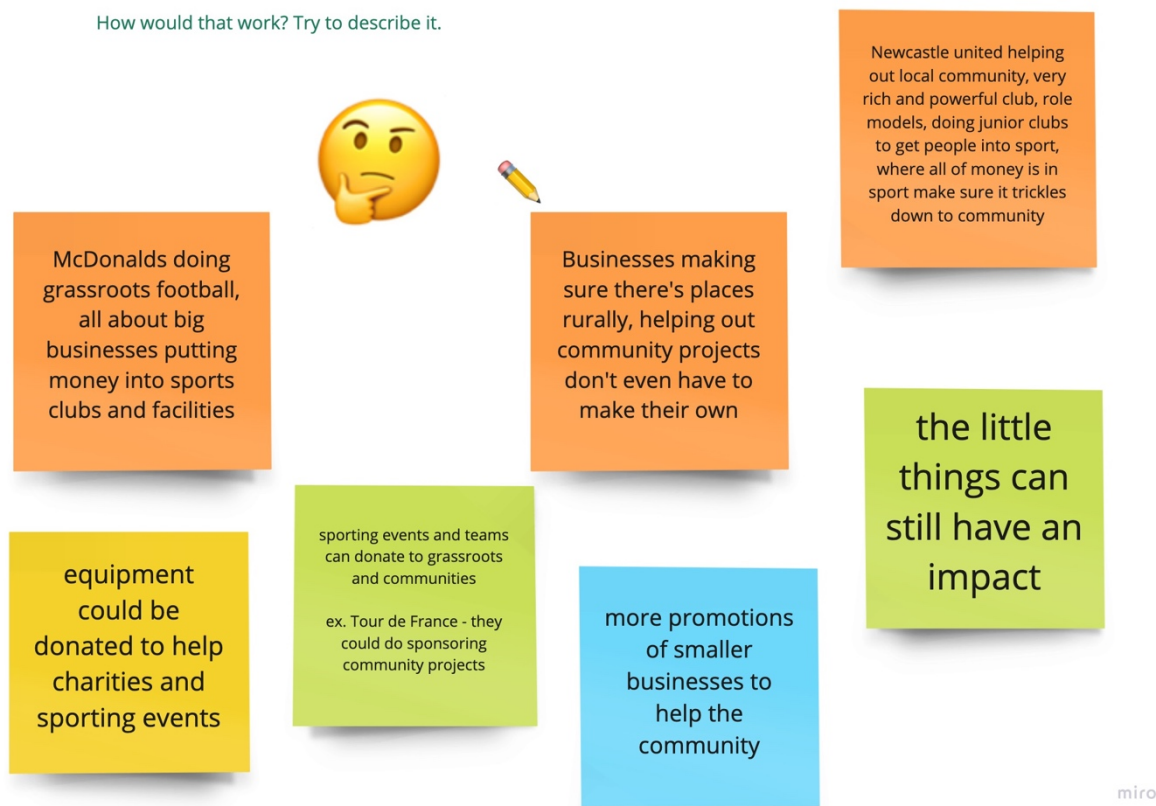 How would that work? Try to describe it.
Newcastle united helping
out local community, very
rich and powerful club, role
models, doing junior clubs
to get people into sport,
where all of money is in
sport make sure it trickles
down to community
McDonalds doing
grassroots football,
all about big
businesses putting
money into sports
clubs and facilities
Businesses making
sure there's places
rurally, helping out
community projects
don't even have to
make their own
the little
things can
still have an
impact
equipment
could be
donated to help
charities and
sporting events
sporting events and teams
can donate to grassroots
and communities
ex. Tour de France - they
could do sponsoring
community projects
more promotions
of smaller
businesses to
help the
community
miro